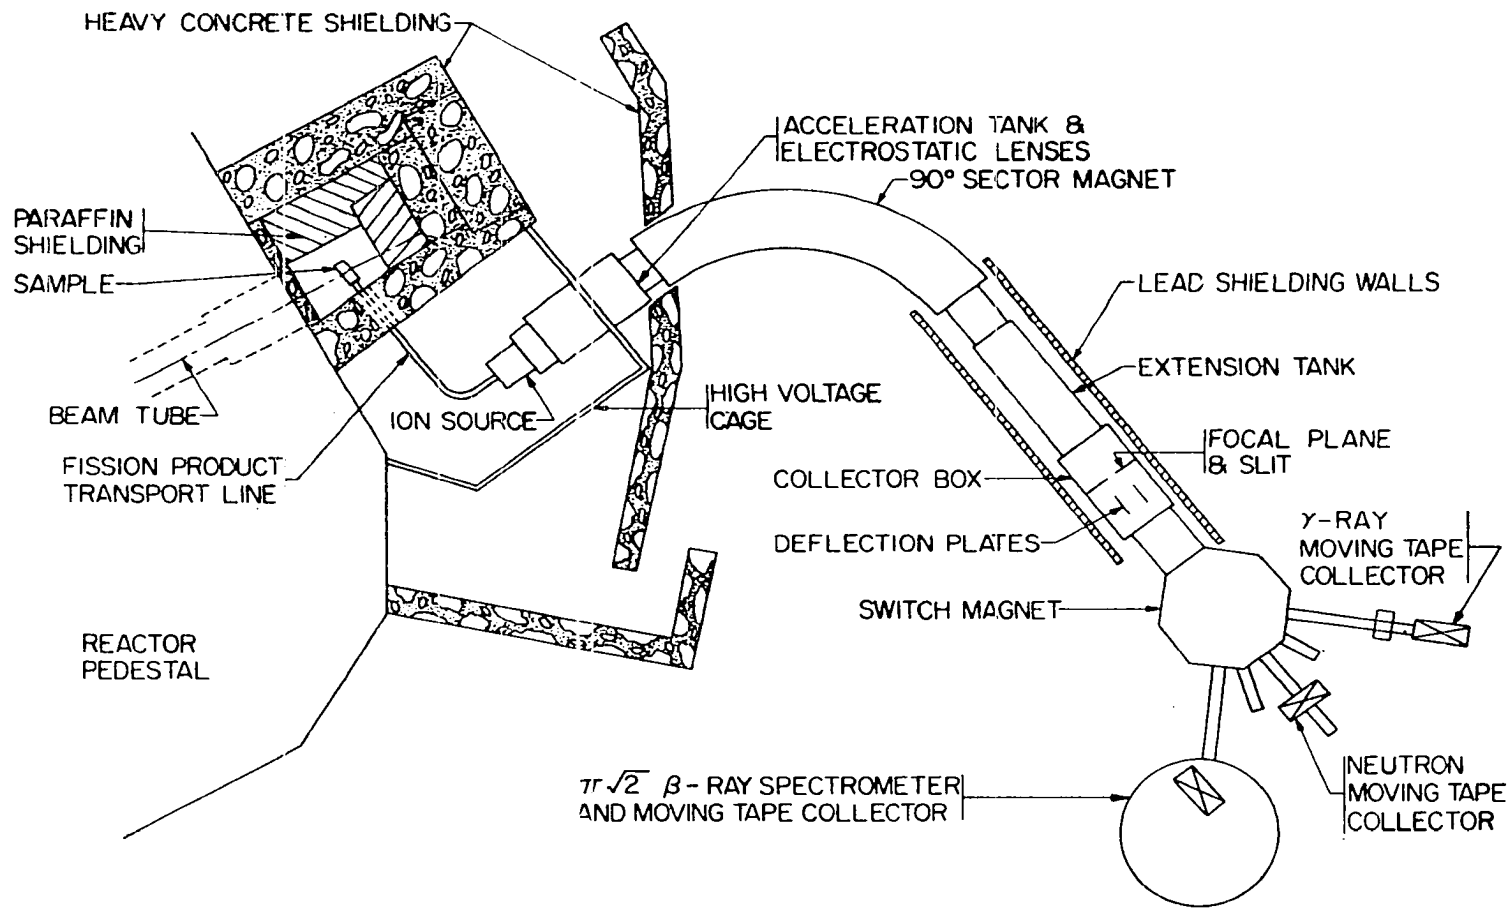 HEAVY CONCRETE SHIELDING
ACCELERATION TANK &
ELECTROSTATIC LENSES
90° SECTOR MAGNET
PARAFFIN
SHIELDING
SAMPLE
LEAD SHIELDING WALLS
EXTENSION TANK
BEAM TUBE
ION SOURCE
HIGH VOLTAGE
CAGE
FISSION PRODUCT
TRANSPORT LINE
FOCAL PLANE
& SLIT
COLLECTOR BOX
DEFLECTION PLATES
γ-RAY
MOVING TAPE
COLLECTOR
SWITCH MAGNET
REACTOR
PEDESTAL
π√2 β-RAY SPECTROMETER
AND MOVING TAPE COLLECTOR
NEUTRON
MOVING TAPE
COLLECTOR